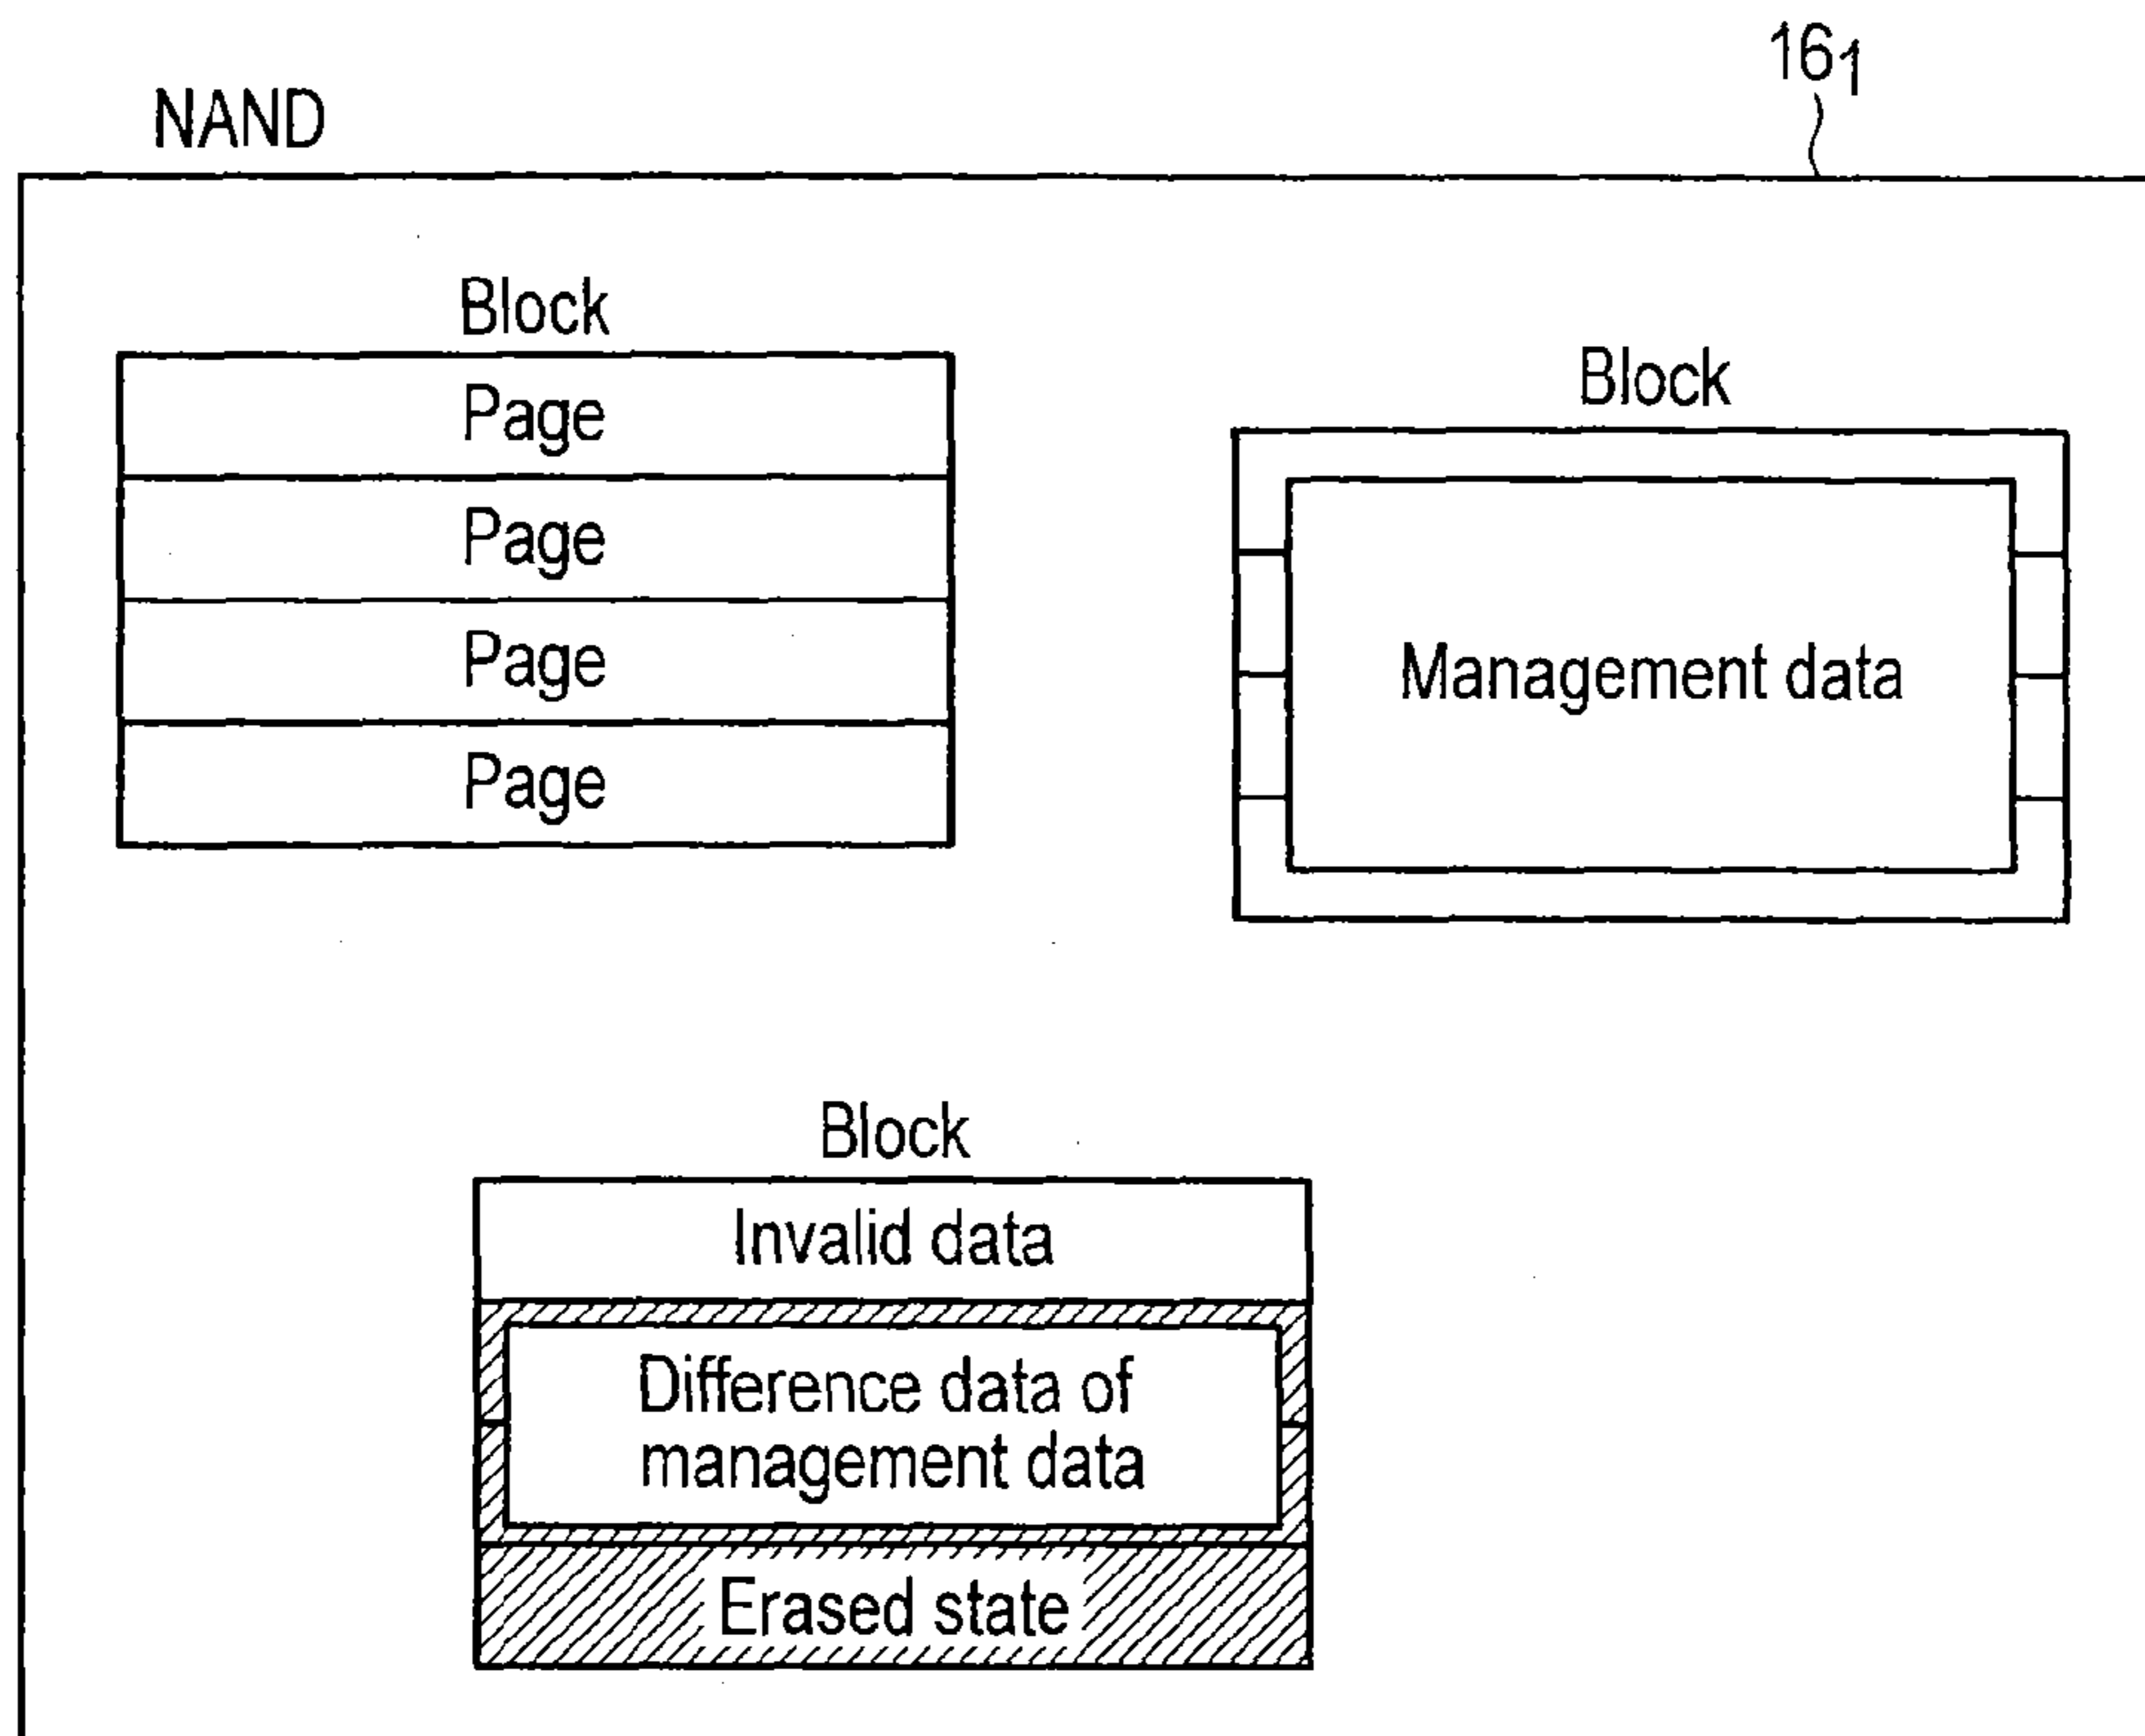 16₁
NAND
Block
Page
Page
Page
Page
Block
Management data
Block
Invalid data
Difference data of
management data
Erased state